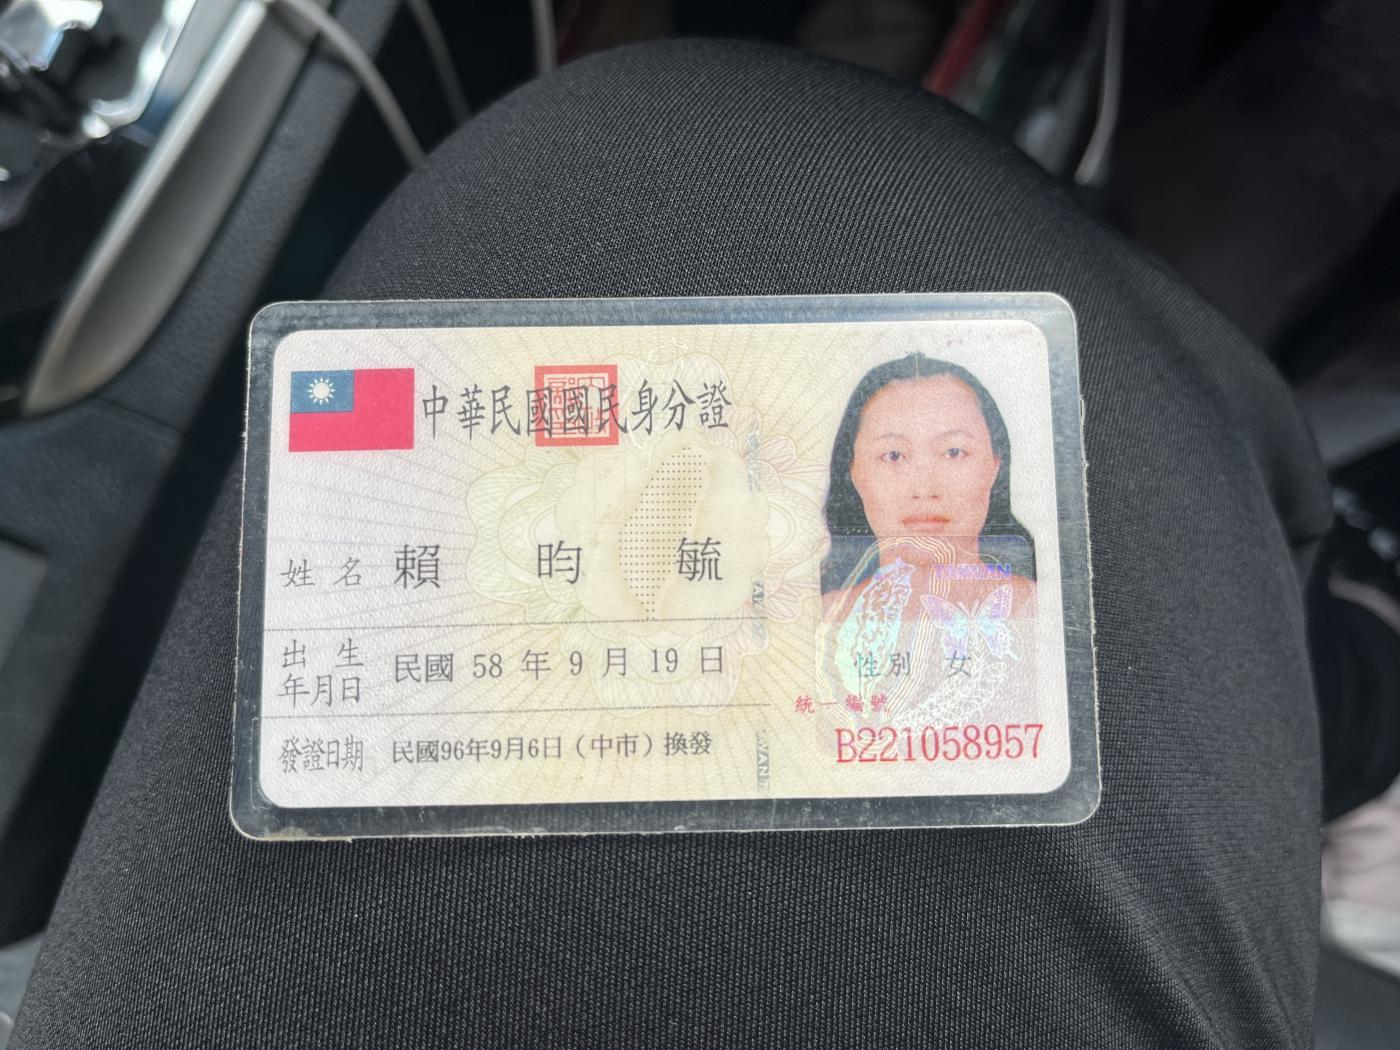 中華民國國民身分證
姓名 賴昀毓
出生年月日 民國 58 年 9 月 19 日
發證日期 民國96年9月6日（中市）換發
TAIWAN
性別 女
統一編號
B221058957